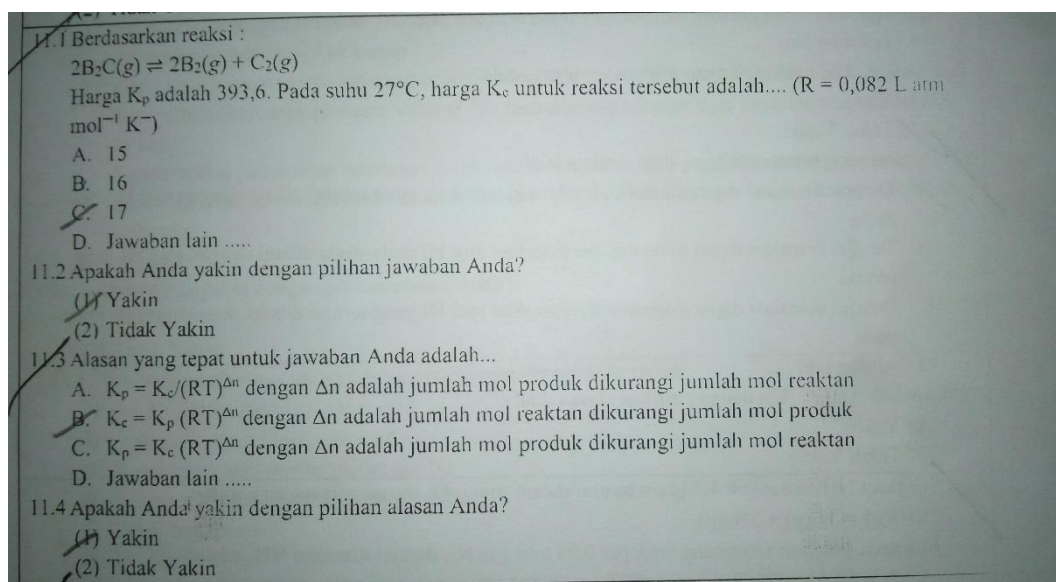 11.1 Berdasarkan reaksi :
2B₂C(g) ⇌ 2B₂(g) + C₂(g)
Harga Kₚ adalah 393,6. Pada suhu 27°C, harga K꜀ untuk reaksi tersebut adalah.... (R = 0,082 L atm
mol⁻¹ K⁻)
A. 15
B. 16
C. 17
D. Jawaban lain .....
11.2 Apakah Anda yakin dengan pilihan jawaban Anda?
(1) Yakin
(2) Tidak Yakin
11.3 Alasan yang tepat untuk jawaban Anda adalah...
A. Kₚ = K꜀/(RT)^Δn dengan Δn adalah jumlah mol produk dikurangi jumlah mol reaktan
B. K꜀ = Kₚ (RT)^Δn dengan Δn adalah jumlah mol reaktan dikurangi jumlah mol produk
C. Kₚ = K꜀ (RT)^Δn dengan Δn adalah jumlah mol produk dikurangi jumlah mol reaktan
D. Jawaban lain .....
11.4 Apakah Anda yakin dengan pilihan alasan Anda?
(1) Yakin
(2) Tidak Yakin